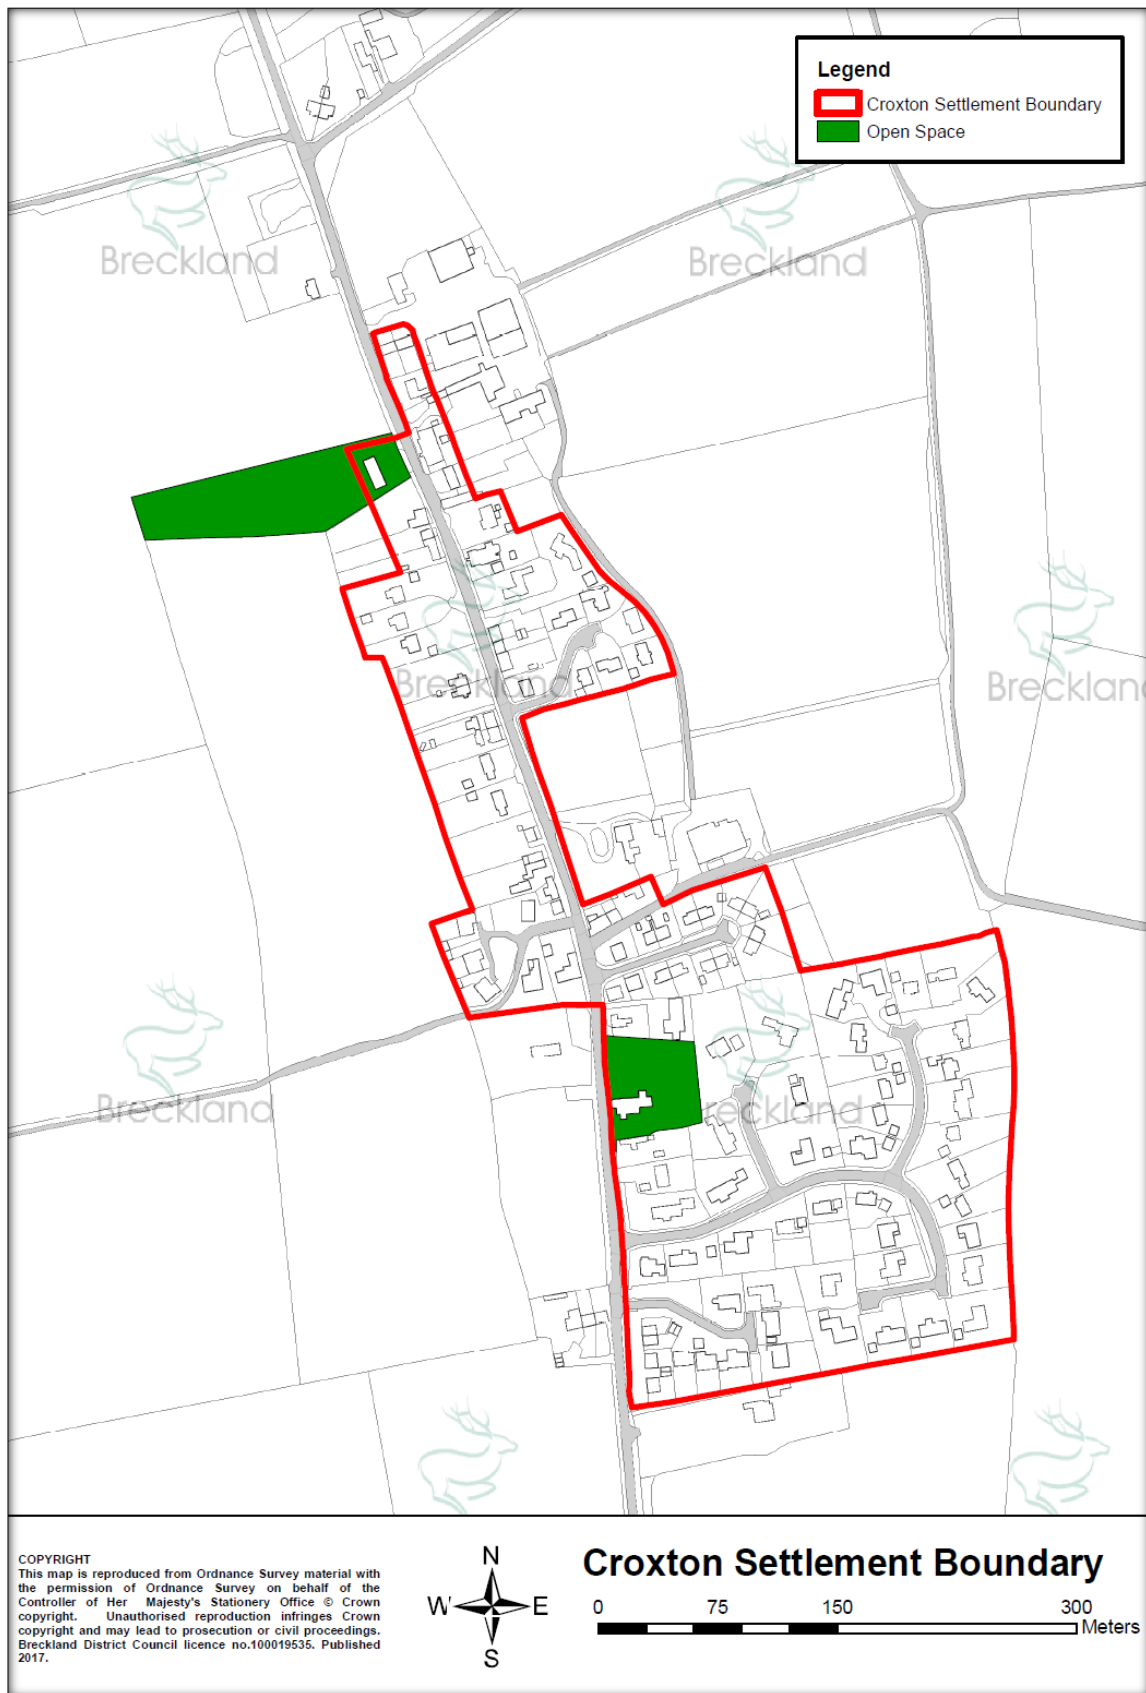 Legend
Croxton Settlement Boundary
Open Space
Breckland
Breckland
Breckland
Breckland
Breckland
Breckland
COPYRIGHT
This map is reproduced from Ordnance Survey material with
the permission of Ordnance Survey on behalf of the
Controller of Her Majesty's Stationery Office © Crown
copyright. Unauthorised reproduction infringes Crown
copyright and may lead to prosecution or civil proceedings.
Breckland District Council licence no.100019535. Published
2017.
N
W E
S
Croxton Settlement Boundary
0 75 150 300
Meters